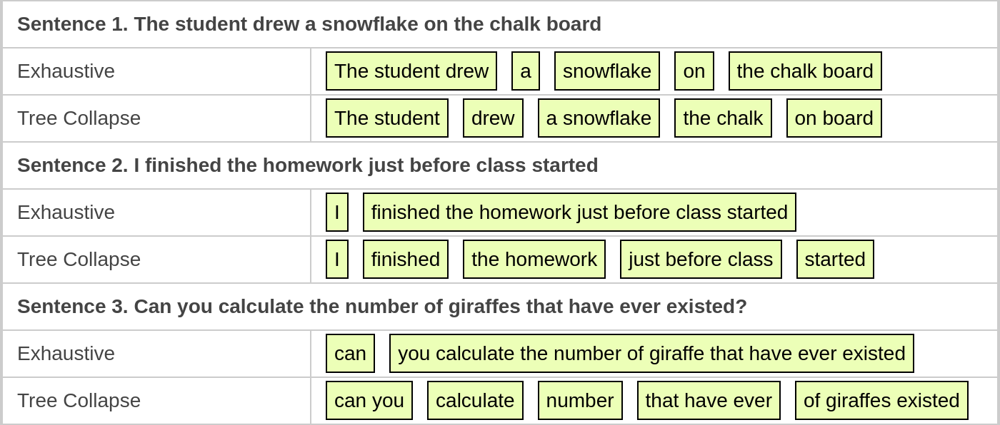 Sentence 1. The student drew a snowflake on the chalk board
Exhaustive The student drew a snowflake on the chalk board
Tree Collapse The student drew a snowflake the chalk on board
Sentence 2. I finished the homework just before class started
Exhaustive I finished the homework just before class started
Tree Collapse I finished the homework just before class started
Sentence 3. Can you calculate the number of giraffes that have ever existed?
Exhaustive can you calculate the number of giraffe that have ever existed
Tree Collapse can you calculate number that have ever of giraffes existed